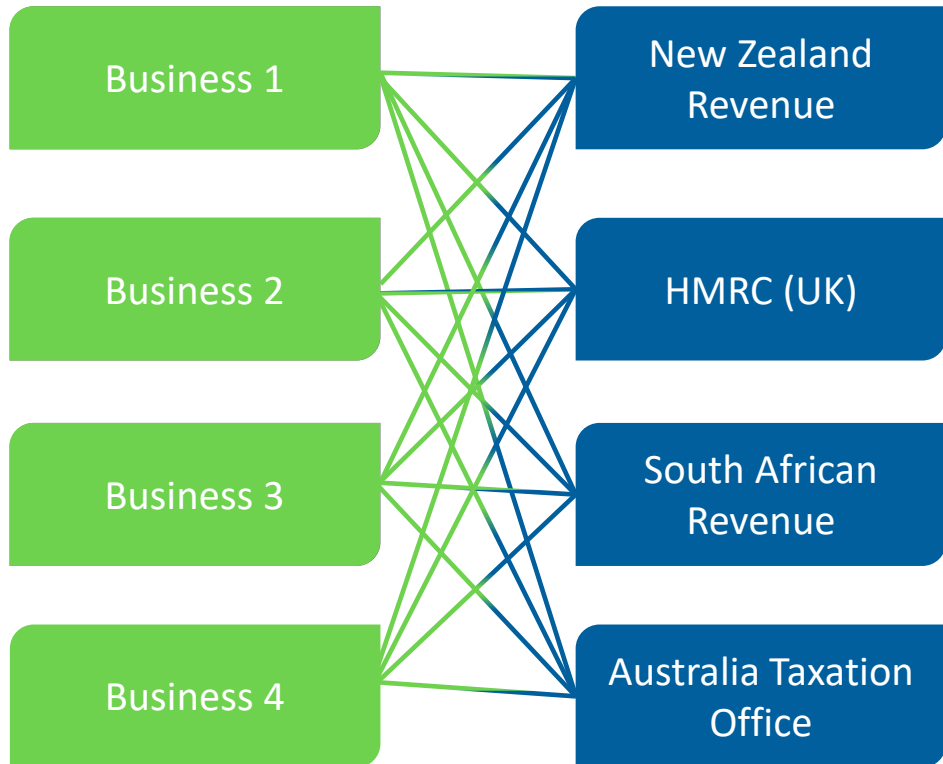 Business 1
New Zealand
Revenue
Business 2
HMRC (UK)
Business 3
South African
Revenue
Business 4
Australia Taxation
Office